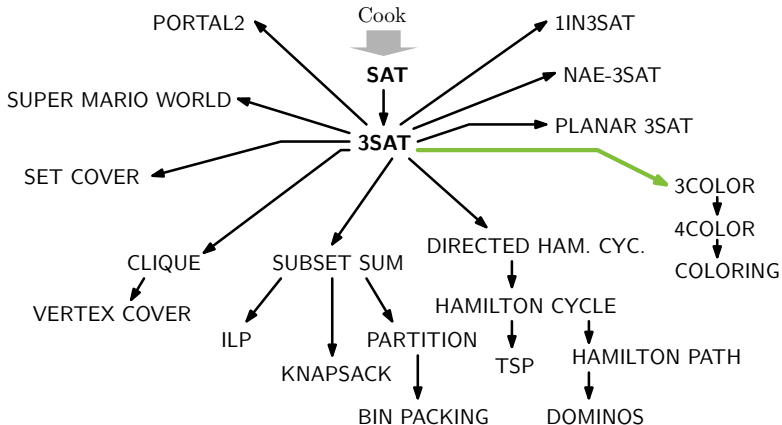 Cook
PORTAL2
1IN3SAT
SAT
NAE-3SAT
SUPER MARIO WORLD
PLANAR 3SAT
3SAT
SET COVER
3COLOR
4COLOR
DIRECTED HAM. CYC.
CLIQUE
SUBSET SUM
COLORING
HAMILTON CYCLE
VERTEX COVER
ILP
PARTITION
HAMILTON PATH
TSP
KNAPSACK
BIN PACKING
DOMINOS